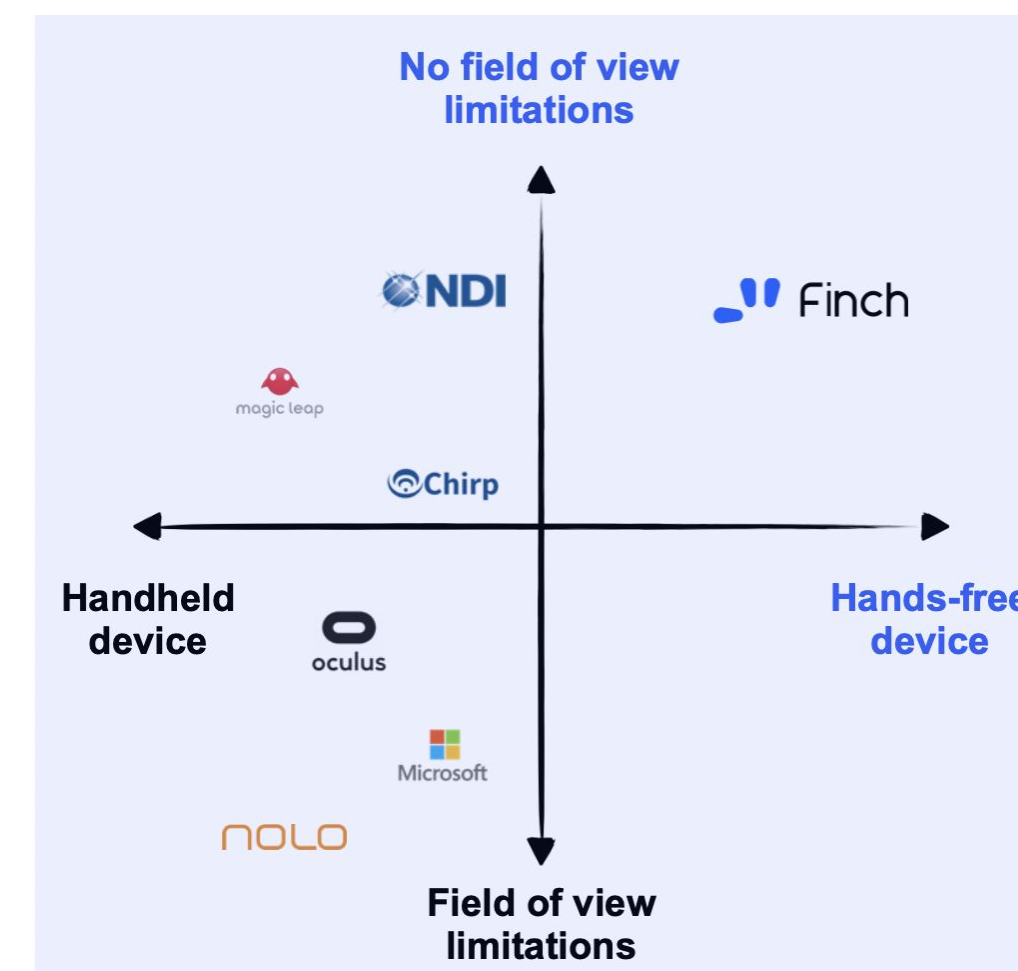 No field of view
limitations
NDI
Finch
magic leap
Chirp
Handheld
device
Hands-free
device
oculus
Microsoft
NOLO
Field of view
limitations